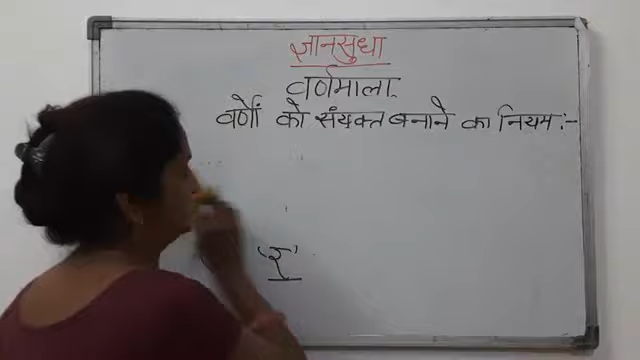 ज्ञानसुधा
वर्णमाला
वर्णों को संयुक्त बनाने का नियम :-
'र'